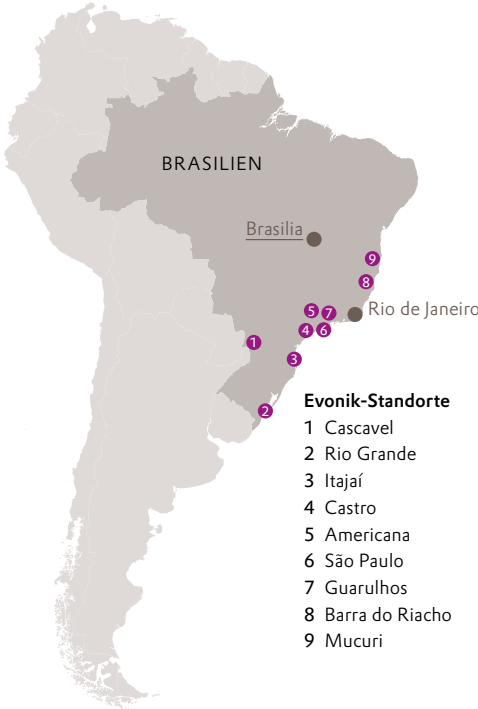 BRASILIEN
Brasilia
9
8
5 7
Rio de Janeiro
4 6
1
3
2
Evonik-Standorte
1 Cascavel
2 Rio Grande
3 Itajaí
4 Castro
5 Americana
6 São Paulo
7 Guarulhos
8 Barra do Riacho
9 Mucuri